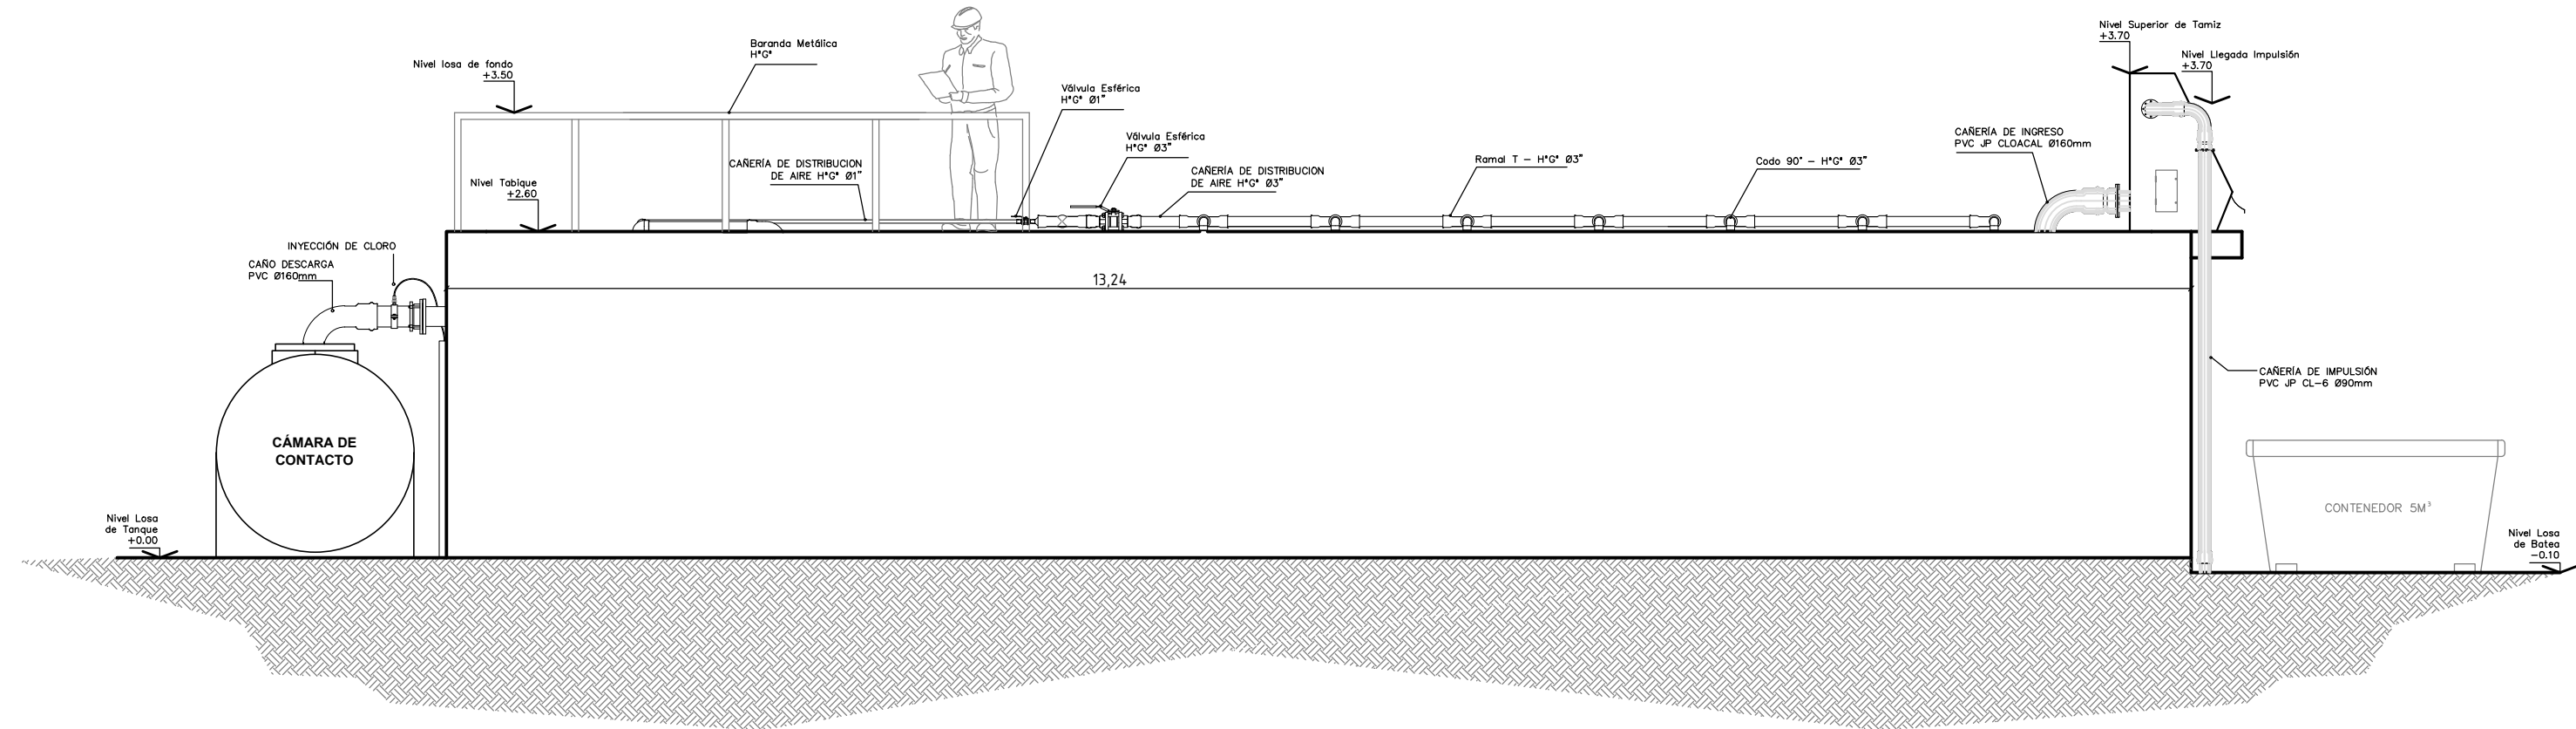 Nivel Superior de Tamiz
+3.70
Baranda Metálica
H°G°
Nivel Llegada Impulsión
+3.70
Nivel losa de fondo
+3.50
Válvula Esférica
H°G° Ø1"
Válvula Esférica
H°G° Ø3"
CAÑERÍA DE INGRESO
PVC JP CLOACAL Ø160mm
CAÑERÍA DE DISTRIBUCION
DE AIRE H°G° Ø1"
CAÑERÍA DE DISTRIBUCION
DE AIRE H°G° Ø3"
Ramal T - H°G° Ø3"
Codo 90° - H°G° Ø3"
Nivel Tabique
+2.60
INYECCIÓN DE CLORO
CAÑO DESCARGA
PVC Ø160mm
13,24
CAÑERÍA DE IMPULSIÓN
PVC JP CL-6 Ø90mm
CÁMARA DE
CONTACTO
CONTENEDOR 5M³
Nivel Losa
de Tanque
+0.00
Nivel Losa
de Batea
-0.10